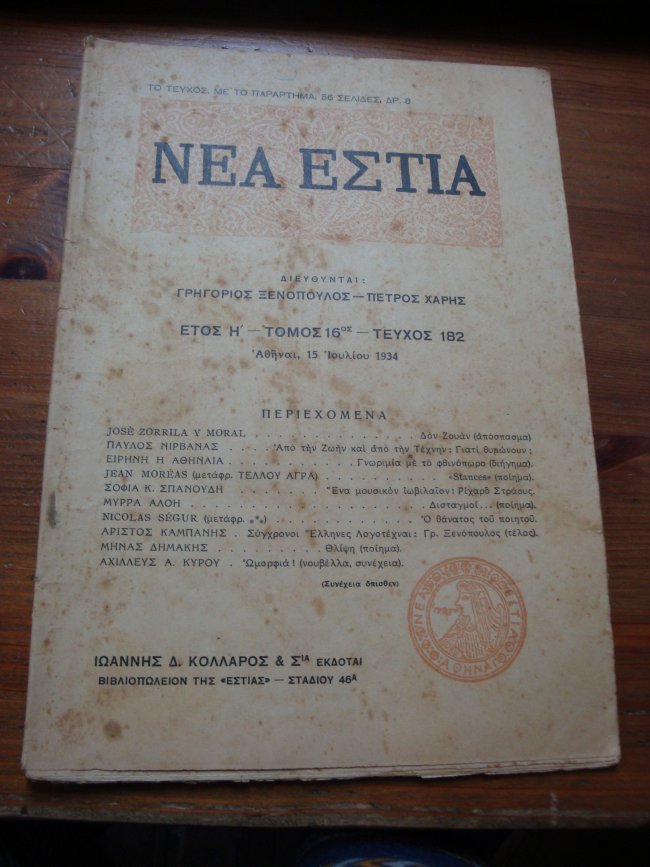 ΤΟ ΤΕΥΧΟΣ, ΜΕ ΤΟ ΠΑΡΑΡΤΗΜΑ, 56 ΣΕΛΙΔΕΣ, ΔΡ. 8
ΝΕΑ ΕΣΤΙΑ
ΔΙΕΥΘΥΝΤΑΙ :
ΓΡΗΓΟΡΙΟΣ ΞΕΝΟΠΟΥΛΟΣ — ΠΕΤΡΟΣ ΧΑΡΗΣ
ΕΤΟΣ Η΄ — ΤΟΜΟΣ 16ος — ΤΕΥΧΟΣ 182
Ἀθῆναι, 15 Ἰουλίου 1934
ΠΕΡΙΕΧΟΜΕΝΑ
JOSÉ ZORRILA Y MORAL . . . . . . . . . . Δὸν Ζουὰν (ἀπόσπασμα)
ΠΑΥΛΟΣ ΝΙΡΒΑΝΑΣ . . . . Ἀπὸ τὴν Ζωὴν καὶ ἀπὸ τὴν Τέχνην : Γιατὶ θυμώνουν ;
ΕΙΡΗΝΗ Η ΑΘΗΝΑΙΑ . . . . . . . . Γνωριμία μὲ τὸ φθινόπωρο (διήγημα).
JEAN MORÉAS (μετάφρ. ΤΕΛΛΟΥ ΑΓΡΑ) . . . . . . «Stances» (ποίημα).
ΣΟΦΙΑ Κ. ΣΠΑΝΟΥΔΗ . . . . . Ἕνα μουσικὸν ἰωβιλαῖον : Ρίχαρδ Στράους.
ΜΥΡΡΑ ΑΛΟΗ . . . . . . . . . . . Δισταγμοί... (ποίημα).
NICOLAS SÉGUR (μετάφρ. *⁎*) . . . . . . . Ὁ θάνατος τοῦ ποιητοῦ.
ΑΡΙΣΤΟΣ ΚΑΜΠΑΝΗΣ . Σύγχρονοι Ἕλληνες Λογοτέχναι : Γρ. Ξενόπουλος (τέλος).
ΜΗΝΑΣ ΔΗΜΑΚΗΣ . . . . . . . . Θλίψη (ποίημα).
ΑΧΙΛΛΕΥΣ Α. ΚΥΡΟΥ . Ὠμορφιά ! (νουβέλλα, συνέχεια).
(Συνέχεια ὄπισθεν)
ΙΩΑΝΝΗΣ Δ. ΚΟΛΛΑΡΟΣ & ΣΙΑ ΕΚΔΟΤΑΙ
ΒΙΒΛΙΟΠΩΛΕΙΟΝ ΤΗΣ «ΕΣΤΙΑΣ» — ΣΤΑΔΙΟΥ 46Α